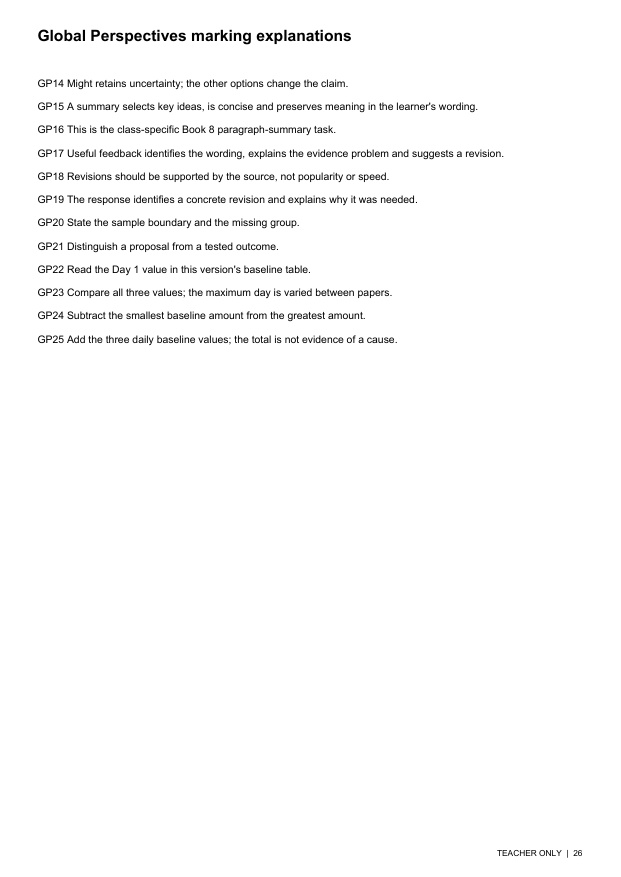 Global Perspectives marking explanations
GP14 Might retains uncertainty; the other options change the claim.
GP15 A summary selects key ideas, is concise and preserves meaning in the learner's wording.
GP16 This is the class-specific Book 8 paragraph-summary task.
GP17 Useful feedback identifies the wording, explains the evidence problem and suggests a revision.
GP18 Revisions should be supported by the source, not popularity or speed.
GP19 The response identifies a concrete revision and explains why it was needed.
GP20 State the sample boundary and the missing group.
GP21 Distinguish a proposal from a tested outcome.
GP22 Read the Day 1 value in this version's baseline table.
GP23 Compare all three values; the maximum day is varied between papers.
GP24 Subtract the smallest baseline amount from the greatest amount.
GP25 Add the three daily baseline values; the total is not evidence of a cause.
TEACHER ONLY | 26